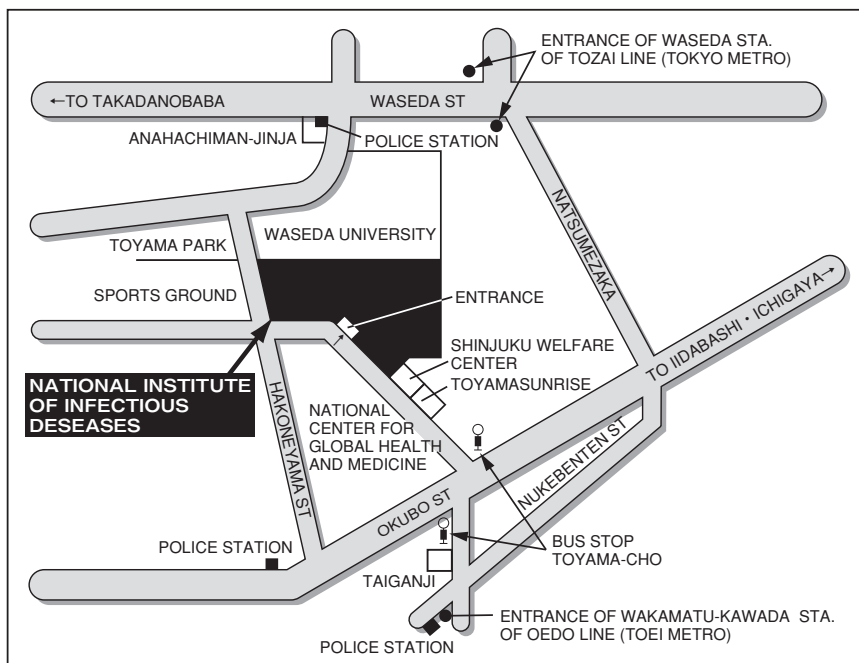 ENTRANCE OF WASEDA STA.
OF TOZAI LINE (TOKYO METRO)
←TO TAKADANOBABA
WASEDA ST
ANAHACHIMAN-JINJA
POLICE STATION
NATSUMEZAKA
WASEDA UNIVERSITY
TOYAMA PARK
SPORTS GROUND
ENTRANCE
TO IIDABASHI・ICHIGAYA→
SHINJUKU WELFARE
CENTER
TOYAMASUNRISE
NATIONAL INSTITUTE
OF INFECTIOUS
DESEASES
HAKONEYAMA ST
NATIONAL
CENTER FOR
GLOBAL HEALTH
AND MEDICINE
NUKEBENTEN ST
OKUBO ST
POLICE STATION
BUS STOP
TOYAMA-CHO
TAIGANJI
ENTRANCE OF WAKAMATU-KAWADA STA.
OF OEDO LINE (TOEI METRO)
POLICE STATION